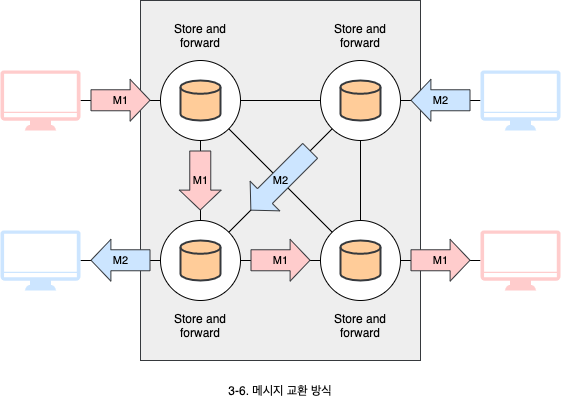 Store and
forward
Store and
forward
M1
M2
M1
M2
M2
M1
M1
Store and
forward
Store and
forward
3-6. 메시지 교환 방식